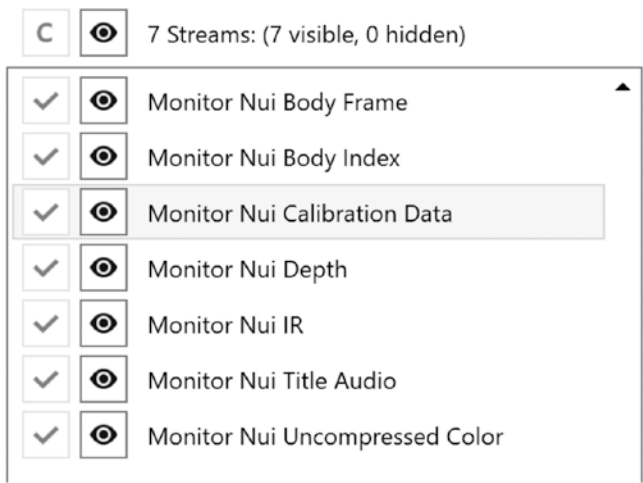 C 7 Streams: (7 visible, 0 hidden)
Monitor Nui Body Frame
Monitor Nui Body Index
Monitor Nui Calibration Data
Monitor Nui Depth
Monitor Nui IR
Monitor Nui Title Audio
Monitor Nui Uncompressed Color